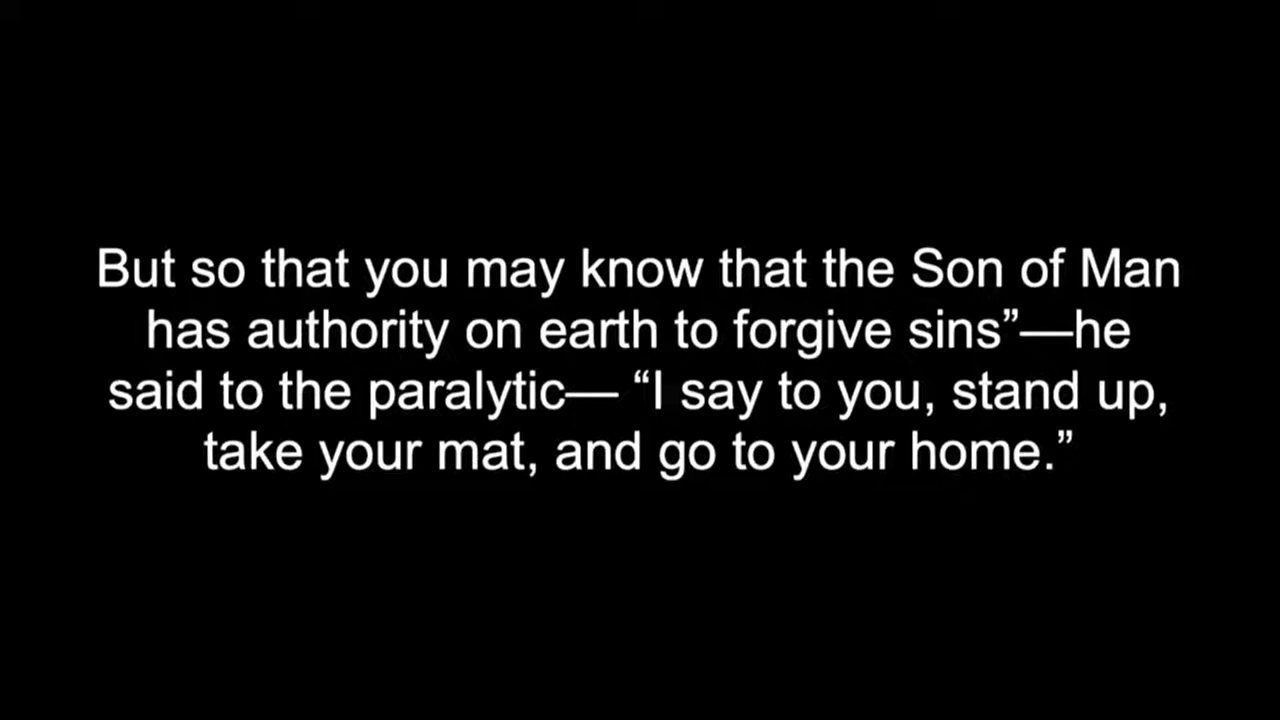 But so that you may know that the Son of Man
has authority on earth to forgive sins”—he
said to the paralytic— “I say to you, stand up,
take your mat, and go to your home.”